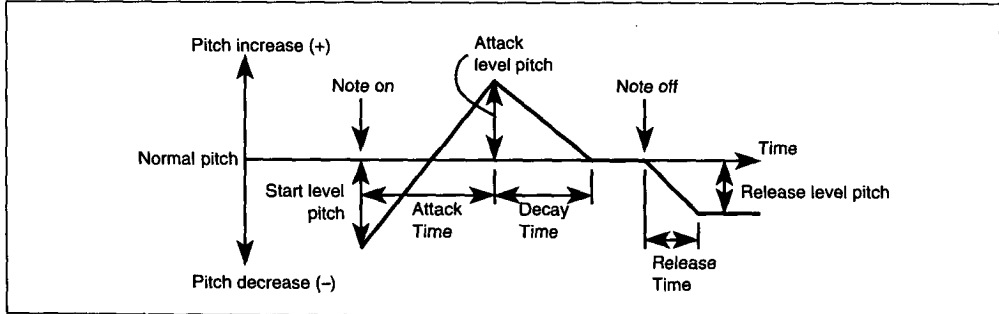 Pitch increase (+)
Attack
level pitch
Note on
Note off
Normal pitch
Time
Start level
pitch
Attack
Time
Decay
Time
Release level pitch
Release
Time
Pitch decrease (–)